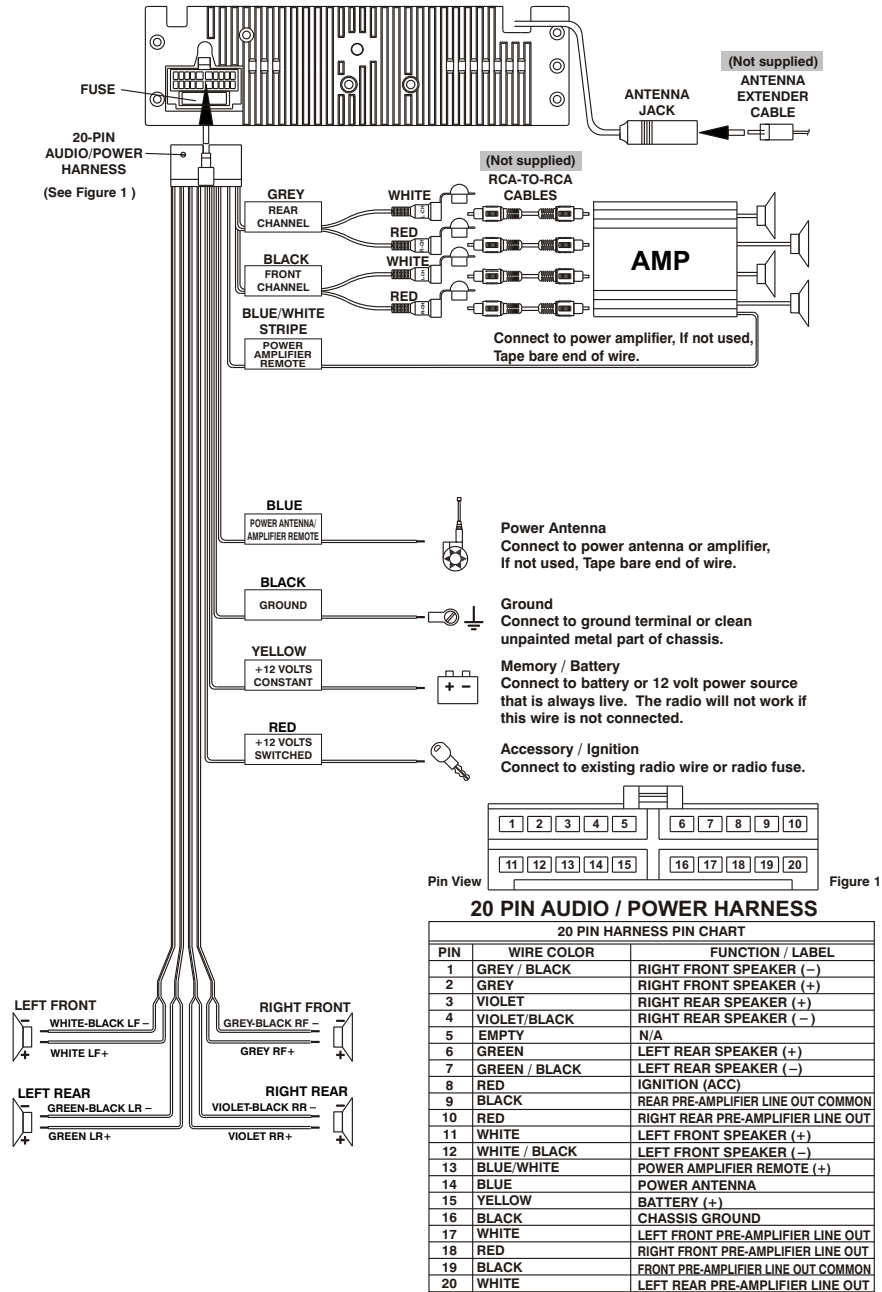 FUSE
20-PIN
AUDIO/POWER
HARNESS
(See Figure 1 )
(Not supplied)
ANTENNA
EXTENDER
CABLE
ANTENNA
JACK
(Not supplied)
RCA-TO-RCA
CABLES
GREY
REAR
CHANNEL
WHITE
RED
BLACK
FRONT
CHANNEL
WHITE
RED
AMP
BLUE/WHITE
STRIPE
POWER
AMPLIFIER
REMOTE
Connect to power amplifier, If not used,
Tape bare end of wire.
BLUE
POWER ANTENNA/
AMPLIFIER REMOTE
Power Antenna
Connect to power antenna or amplifier,
If not used, Tape bare end of wire.
BLACK
GROUND
Ground
Connect to ground terminal or clean
unpainted metal part of chassis.
YELLOW
+12 VOLTS
CONSTANT
+ −
Memory / Battery
Connect to battery or 12 volt power source
that is always live. The radio will not work if
this wire is not connected.
RED
+12 VOLTS
SWITCHED
Accessory / Ignition
Connect to existing radio wire or radio fuse.
1 2 3 4 5 6 7 8 9 10
11 12 13 14 15 16 17 18 19 20
Pin View
Figure 1
LEFT FRONT
− WHITE-BLACK LF −
+ WHITE LF+
RIGHT FRONT
GREY-BLACK RF − −
GREY RF+ +
LEFT REAR
− GREEN-BLACK LR −
+ GREEN LR+
RIGHT REAR
VIOLET-BLACK RR − −
VIOLET RR+ +
20 PIN AUDIO / POWER HARNESS
20 PIN HARNESS PIN CHART
PIN WIRE COLOR FUNCTION / LABEL
1 GREY / BLACK RIGHT FRONT SPEAKER (−)
2 GREY RIGHT FRONT SPEAKER (+)
3 VIOLET RIGHT REAR SPEAKER (+)
4 VIOLET/BLACK RIGHT REAR SPEAKER ( − )
5 EMPTY N/A
6 GREEN LEFT REAR SPEAKER (+)
7 GREEN / BLACK LEFT REAR SPEAKER (−)
8 RED IGNITION (ACC)
9 BLACK REAR PRE-AMPLIFIER LINE OUT COMMON
10 RED RIGHT REAR PRE-AMPLIFIER LINE OUT
11 WHITE LEFT FRONT SPEAKER (+)
12 WHITE / BLACK LEFT FRONT SPEAKER (−)
13 BLUE/WHITE POWER AMPLIFIER REMOTE (+)
14 BLUE POWER ANTENNA
15 YELLOW BATTERY (+)
16 BLACK CHASSIS GROUND
17 WHITE LEFT FRONT PRE-AMPLIFIER LINE OUT
18 RED RIGHT FRONT PRE-AMPLIFIER LINE OUT
19 BLACK FRONT PRE-AMPLIFIER LINE OUT COMMON
20 WHITE LEFT REAR PRE-AMPLIFIER LINE OUT